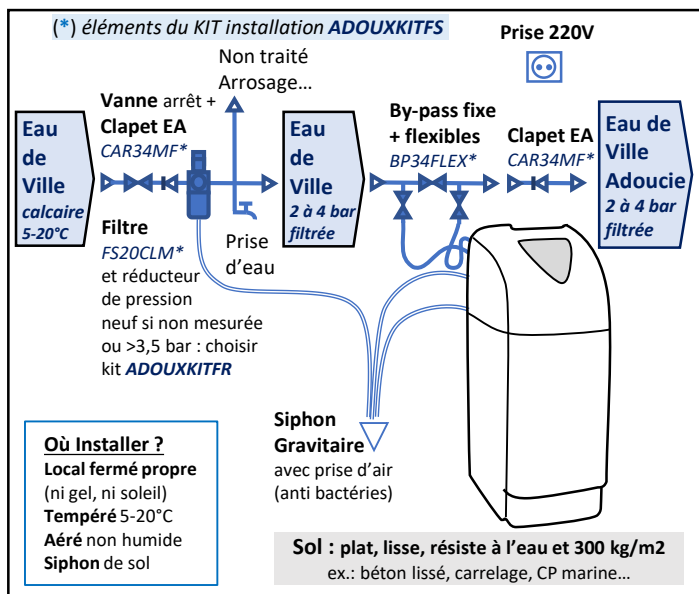 (*) éléments du KIT installation ADOUXKITFS
Prise 220V
Non traité
Arrosage…
Vanne arrêt +
Clapet EA
CAR34MF*
By-pass fixe
+ flexibles
BP34FLEX*
Clapet EA
CAR34MF*
Eau
de
Ville
calcaire
5-20°C
Eau
de
Ville
2 à 4 bar
filtrée
Eau de
Ville
Adoucie
2 à 4 bar
filtrée
Filtre
FS20CLM*
et réducteur
de pression
neuf si non mesurée
ou >3,5 bar : choisir
kit ADOUXKITFR
Prise
d’eau
Siphon
Gravitaire
avec prise d’air
(anti bactéries)
Où Installer ?
Local fermé propre
(ni gel, ni soleil)
Tempéré 5-20°C
Aéré non humide
Siphon de sol
Sol : plat, lisse, résiste à l’eau et 300 kg/m2
ex.: béton lissé, carrelage, CP marine…